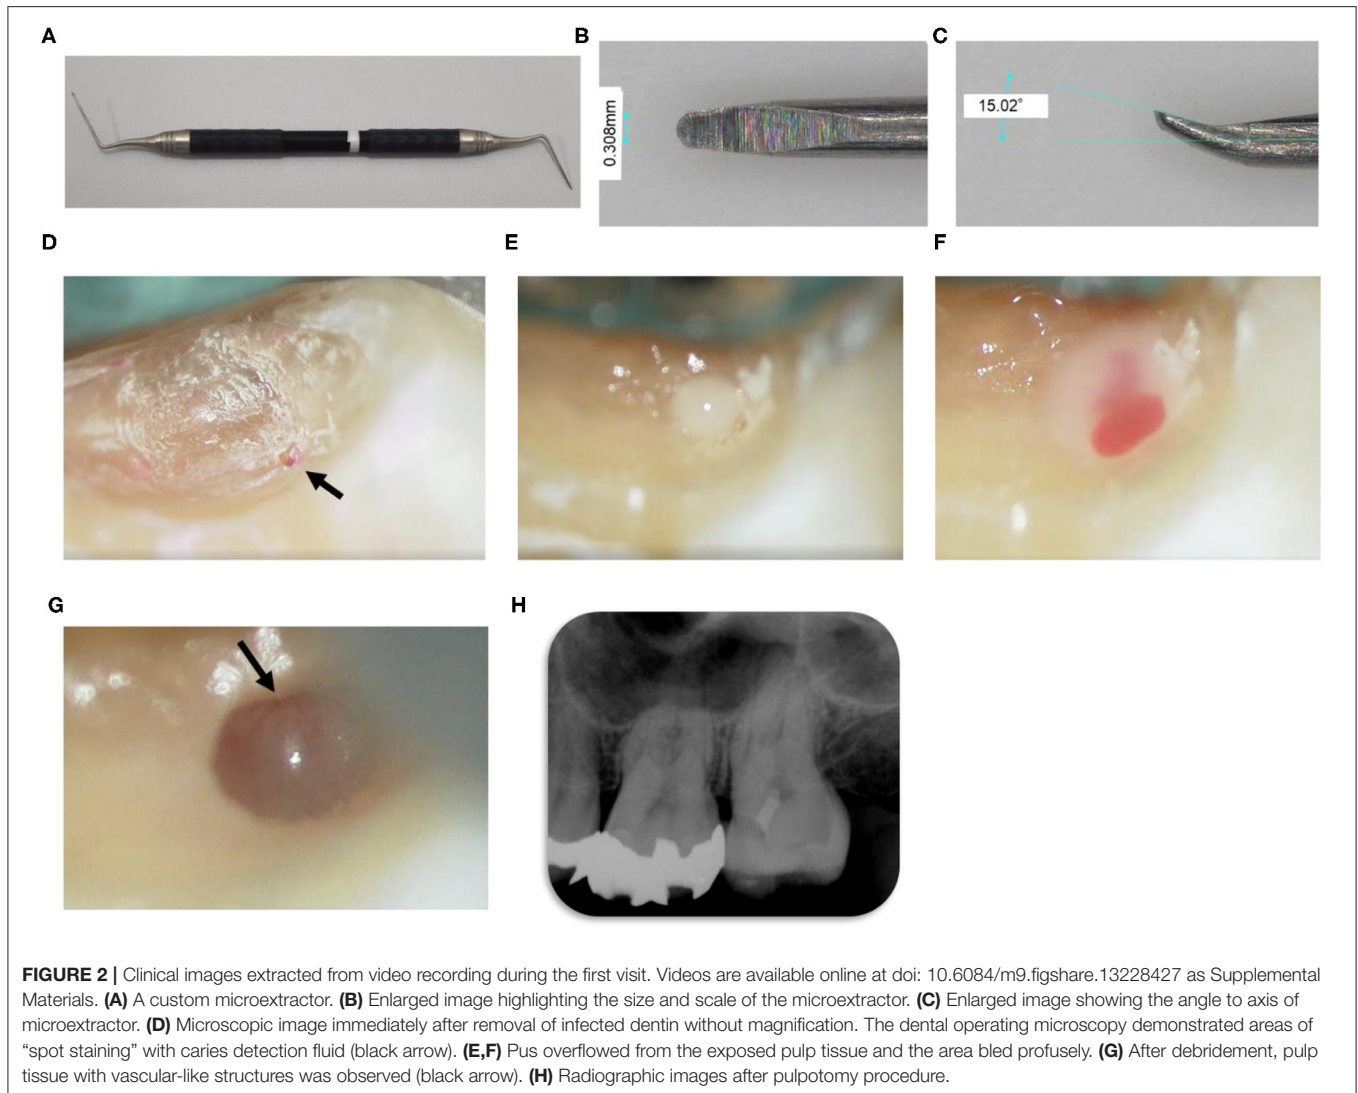 A
B
C
0.308mm
15.02°
D
E
F
G
H
FIGURE 2 | Clinical images extracted from video recording during the first visit. Videos are available online at doi: 10.6084/m9.figshare.13228427 as Supplemental
Materials. (A) A custom microextractor. (B) Enlarged image highlighting the size and scale of the microextractor. (C) Enlarged image showing the angle to axis of
microextractor. (D) Microscopic image immediately after removal of infected dentin without magnification. The dental operating microscopy demonstrated areas of
“spot staining” with caries detection fluid (black arrow). (E,F) Pus overflowed from the exposed pulp tissue and the area bled profusely. (G) After debridement, pulp
tissue with vascular-like structures was observed (black arrow). (H) Radiographic images after pulpotomy procedure.